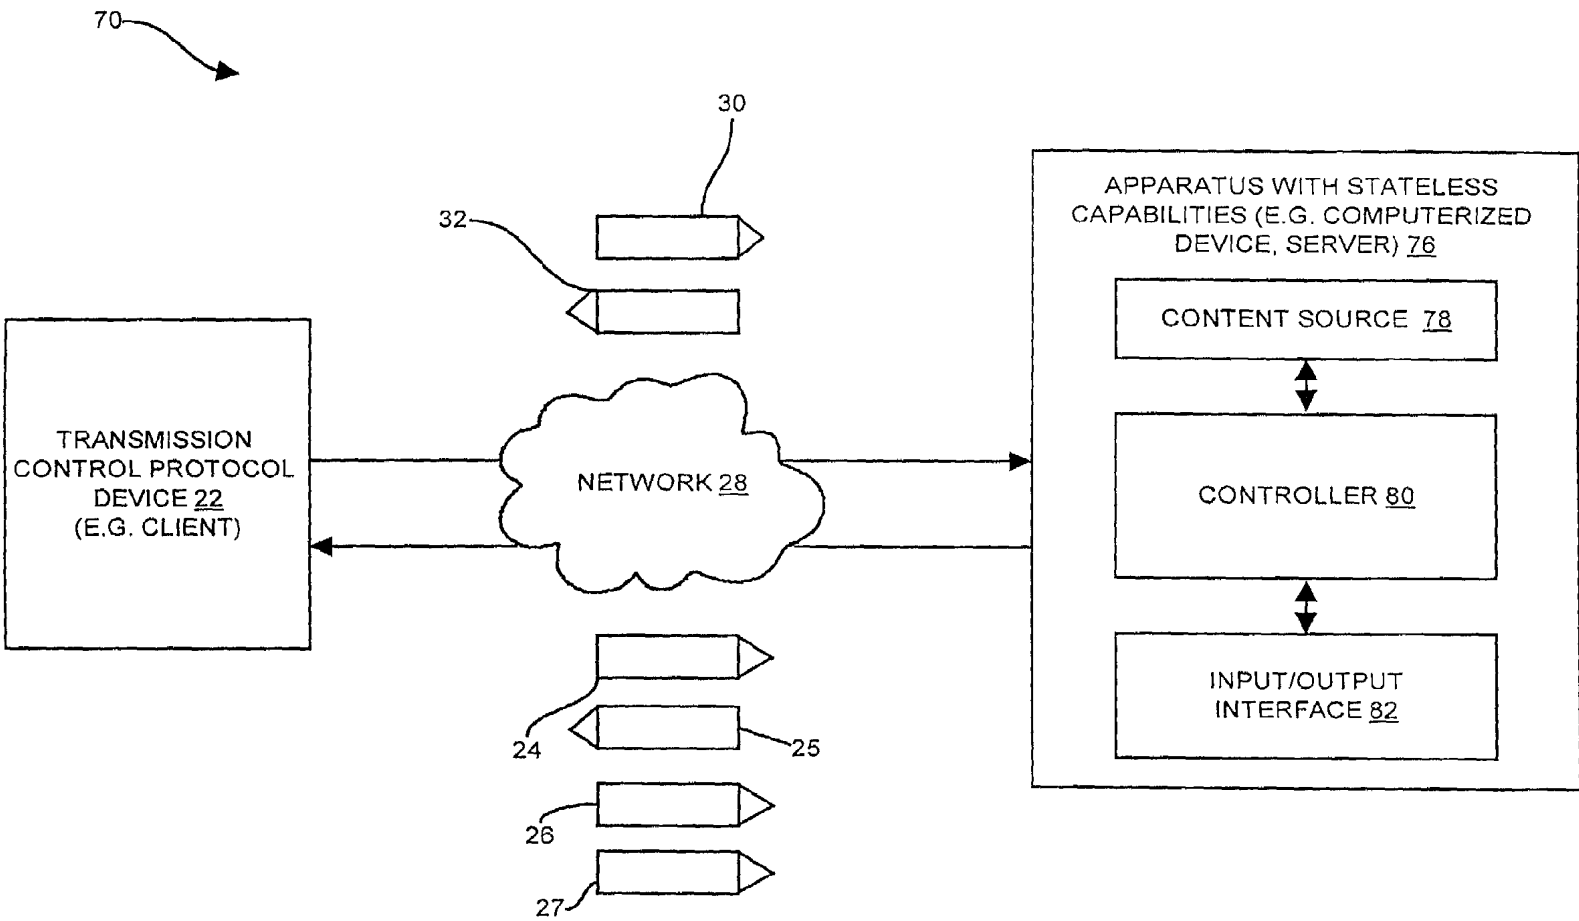 70
30
32
APPARATUS WITH STATELESS
CAPABILITIES (E.G. COMPUTERIZED
DEVICE, SERVER) 76
CONTENT SOURCE 78
TRANSMISSION
CONTROL PROTOCOL
DEVICE 22
(E.G. CLIENT)
NETWORK 28
CONTROLLER 80
INPUT/OUTPUT
INTERFACE 82
24
25
26
27